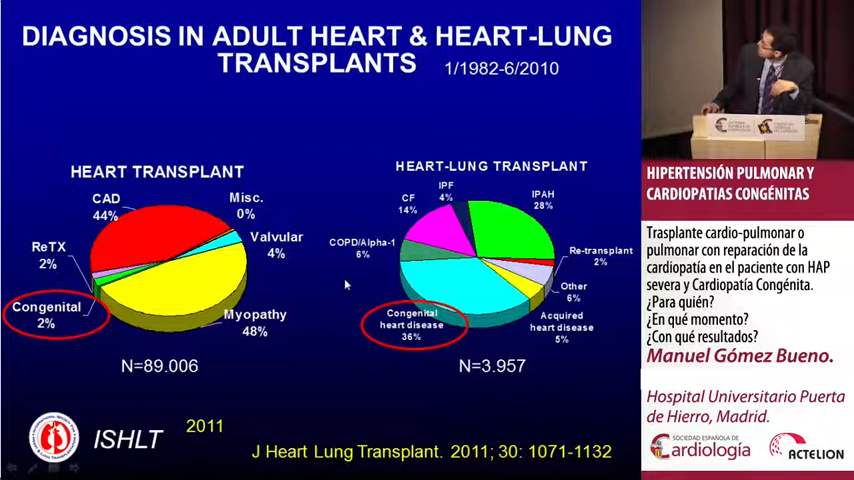 DIAGNOSIS IN ADULT HEART & HEART-LUNG
TRANSPLANTS 1/1982-6/2010
HEART TRANSPLANT
CAD
44%
Misc.
0%
Valvular
4%
ReTX
2%
Congenital
2%
Myopathy
48%
N=89.006
HEART-LUNG TRANSPLANT
IPF
4%
CF
14%
IPAH
28%
COPD/Alpha-1
6%
Re-transplant
2%
Other
6%
Congenital
heart disease
36%
Acquired
heart disease
5%
N=3.957
ISHLT 2011
J Heart Lung Transplant. 2011; 30: 1071-1132
HIPERTENSIÓN PULMONAR Y
CARDIOPATIAS CONGÉNITAS
Trasplante cardio-pulmonar o
pulmonar con reparación de la
cardiopatía en el paciente con HAP
severa y Cardiopatía Congénita.
¿Para quién?
¿En qué momento?
¿Con qué resultados?
Manuel Gómez Bueno.
Hospital Universitario Puerta
de Hierro, Madrid.
SOCIEDAD ESPAÑOLA DE
Cardiología
ACTELION